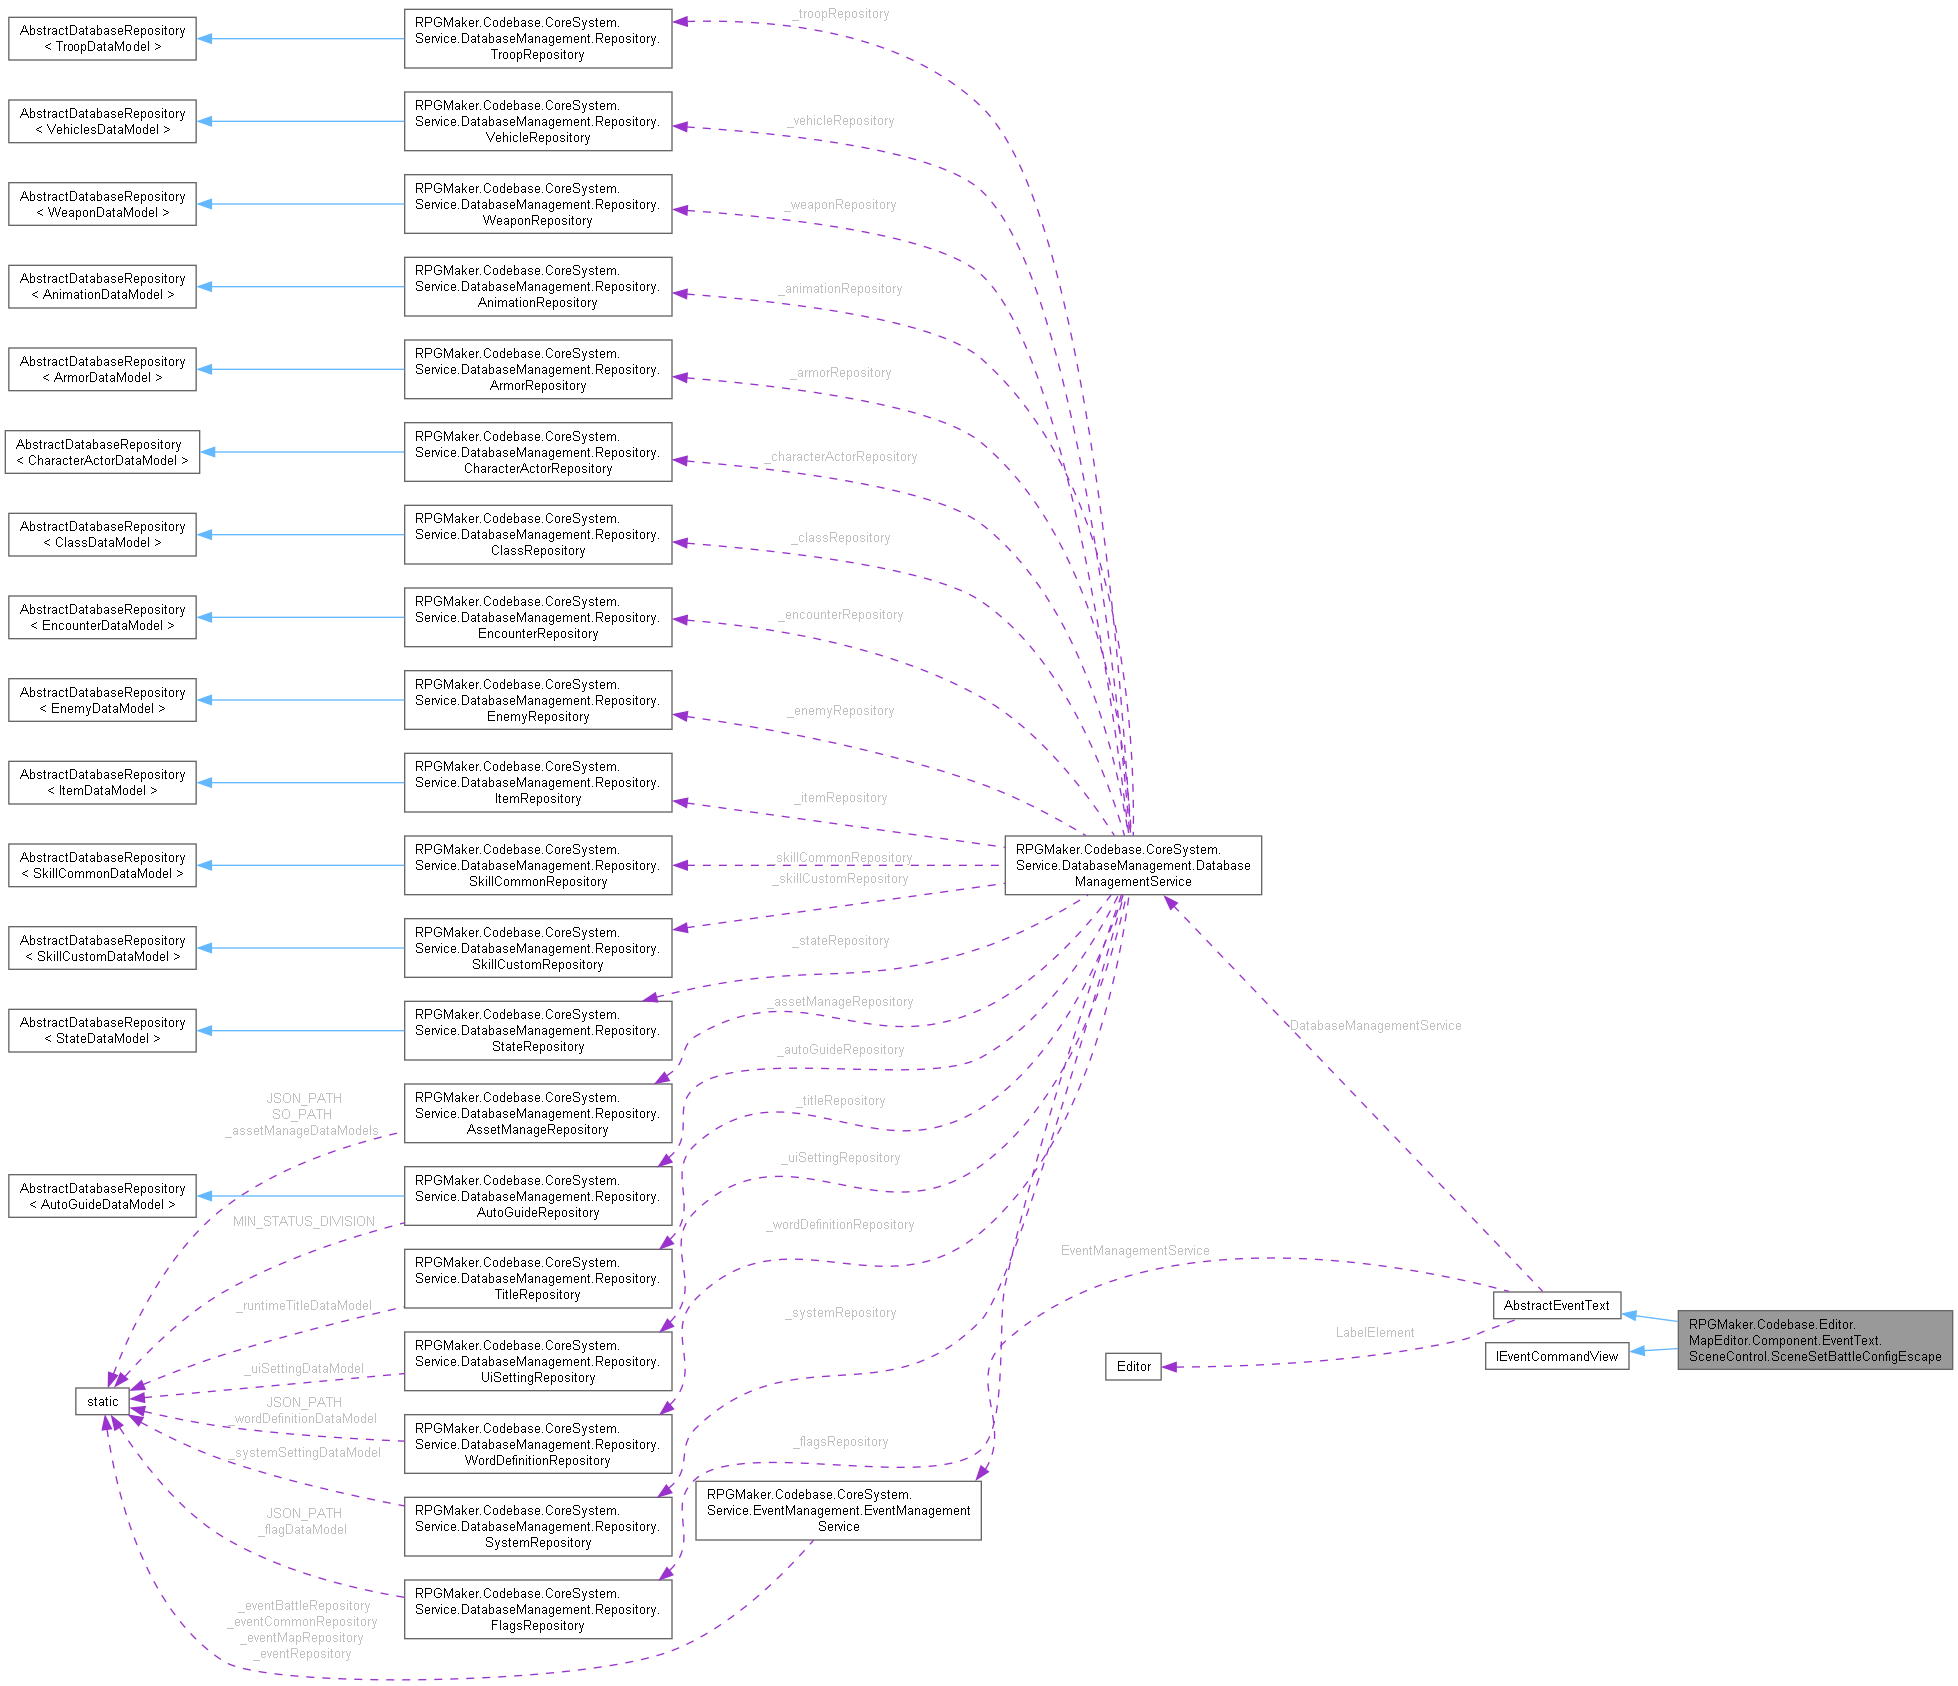 AbstractDatabaseRepository
< TroopDataModel >
RPGMaker.Codebase.CoreSystem.
Service.DatabaseManagement.Repository.
TroopRepository
_troopRepository
AbstractDatabaseRepository
< VehiclesDataModel >
RPGMaker.Codebase.CoreSystem.
Service.DatabaseManagement.Repository.
VehicleRepository
_vehicleRepository
AbstractDatabaseRepository
< WeaponDataModel >
RPGMaker.Codebase.CoreSystem.
Service.DatabaseManagement.Repository.
WeaponRepository
_weaponRepository
AbstractDatabaseRepository
< AnimationDataModel >
RPGMaker.Codebase.CoreSystem.
Service.DatabaseManagement.Repository.
AnimationRepository
_animationRepository
AbstractDatabaseRepository
< ArmorDataModel >
RPGMaker.Codebase.CoreSystem.
Service.DatabaseManagement.Repository.
ArmorRepository
_armorRepository
AbstractDatabaseRepository
< CharacterActorDataModel >
RPGMaker.Codebase.CoreSystem.
Service.DatabaseManagement.Repository.
CharacterActorRepository
_characterActorRepository
AbstractDatabaseRepository
< ClassDataModel >
RPGMaker.Codebase.CoreSystem.
Service.DatabaseManagement.Repository.
ClassRepository
_classRepository
AbstractDatabaseRepository
< EncounterDataModel >
RPGMaker.Codebase.CoreSystem.
Service.DatabaseManagement.Repository.
EncounterRepository
_encounterRepository
AbstractDatabaseRepository
< EnemyDataModel >
RPGMaker.Codebase.CoreSystem.
Service.DatabaseManagement.Repository.
EnemyRepository
_enemyRepository
AbstractDatabaseRepository
< ItemDataModel >
RPGMaker.Codebase.CoreSystem.
Service.DatabaseManagement.Repository.
ItemRepository
_itemRepository
AbstractDatabaseRepository
< SkillCommonDataModel >
RPGMaker.Codebase.CoreSystem.
Service.DatabaseManagement.Repository.
SkillCommonRepository
_skillCommonRepository
_skillCustomRepository
RPGMaker.Codebase.CoreSystem.
Service.DatabaseManagement.Database
ManagementService
AbstractDatabaseRepository
< SkillCustomDataModel >
RPGMaker.Codebase.CoreSystem.
Service.DatabaseManagement.Repository.
SkillCustomRepository
_stateRepository
AbstractDatabaseRepository
< StateDataModel >
RPGMaker.Codebase.CoreSystem.
Service.DatabaseManagement.Repository.
StateRepository
_assetManageRepository
DatabaseManagementService
JSON_PATH
SO_PATH
_assetManageDataModels
RPGMaker.Codebase.CoreSystem.
Service.DatabaseManagement.Repository.
AssetManageRepository
_autoGuideRepository
AbstractDatabaseRepository
< AutoGuideDataModel >
RPGMaker.Codebase.CoreSystem.
Service.DatabaseManagement.Repository.
AutoGuideRepository
_titleRepository
MIN_STATUS_DIVISION
_uiSettingRepository
RPGMaker.Codebase.CoreSystem.
Service.DatabaseManagement.Repository.
TitleRepository
_wordDefinitionRepository
EventManagementService
_runtimeTitleDataModel
_systemRepository
AbstractEventText
RPGMaker.Codebase.Editor.
MapEditor.Component.EventText.
SceneControl.SceneSetBattleConfigEscape
LabelElement
IEventCommandView
Editor
RPGMaker.Codebase.CoreSystem.
Service.DatabaseManagement.Repository.
UiSettingRepository
_uiSettingDataModel
static
JSON_PATH
_wordDefinitionDataModel
RPGMaker.Codebase.CoreSystem.
Service.DatabaseManagement.Repository.
WordDefinitionRepository
_flagsRepository
_systemSettingDataModel
RPGMaker.Codebase.CoreSystem.
Service.DatabaseManagement.Repository.
SystemRepository
RPGMaker.Codebase.CoreSystem.
Service.EventManagement.EventManagement
Service
JSON_PATH
_flagDataModel
RPGMaker.Codebase.CoreSystem.
Service.DatabaseManagement.Repository.
FlagsRepository
_eventBattleRepository
_eventCommonRepository
_eventMapRepository
_eventRepository